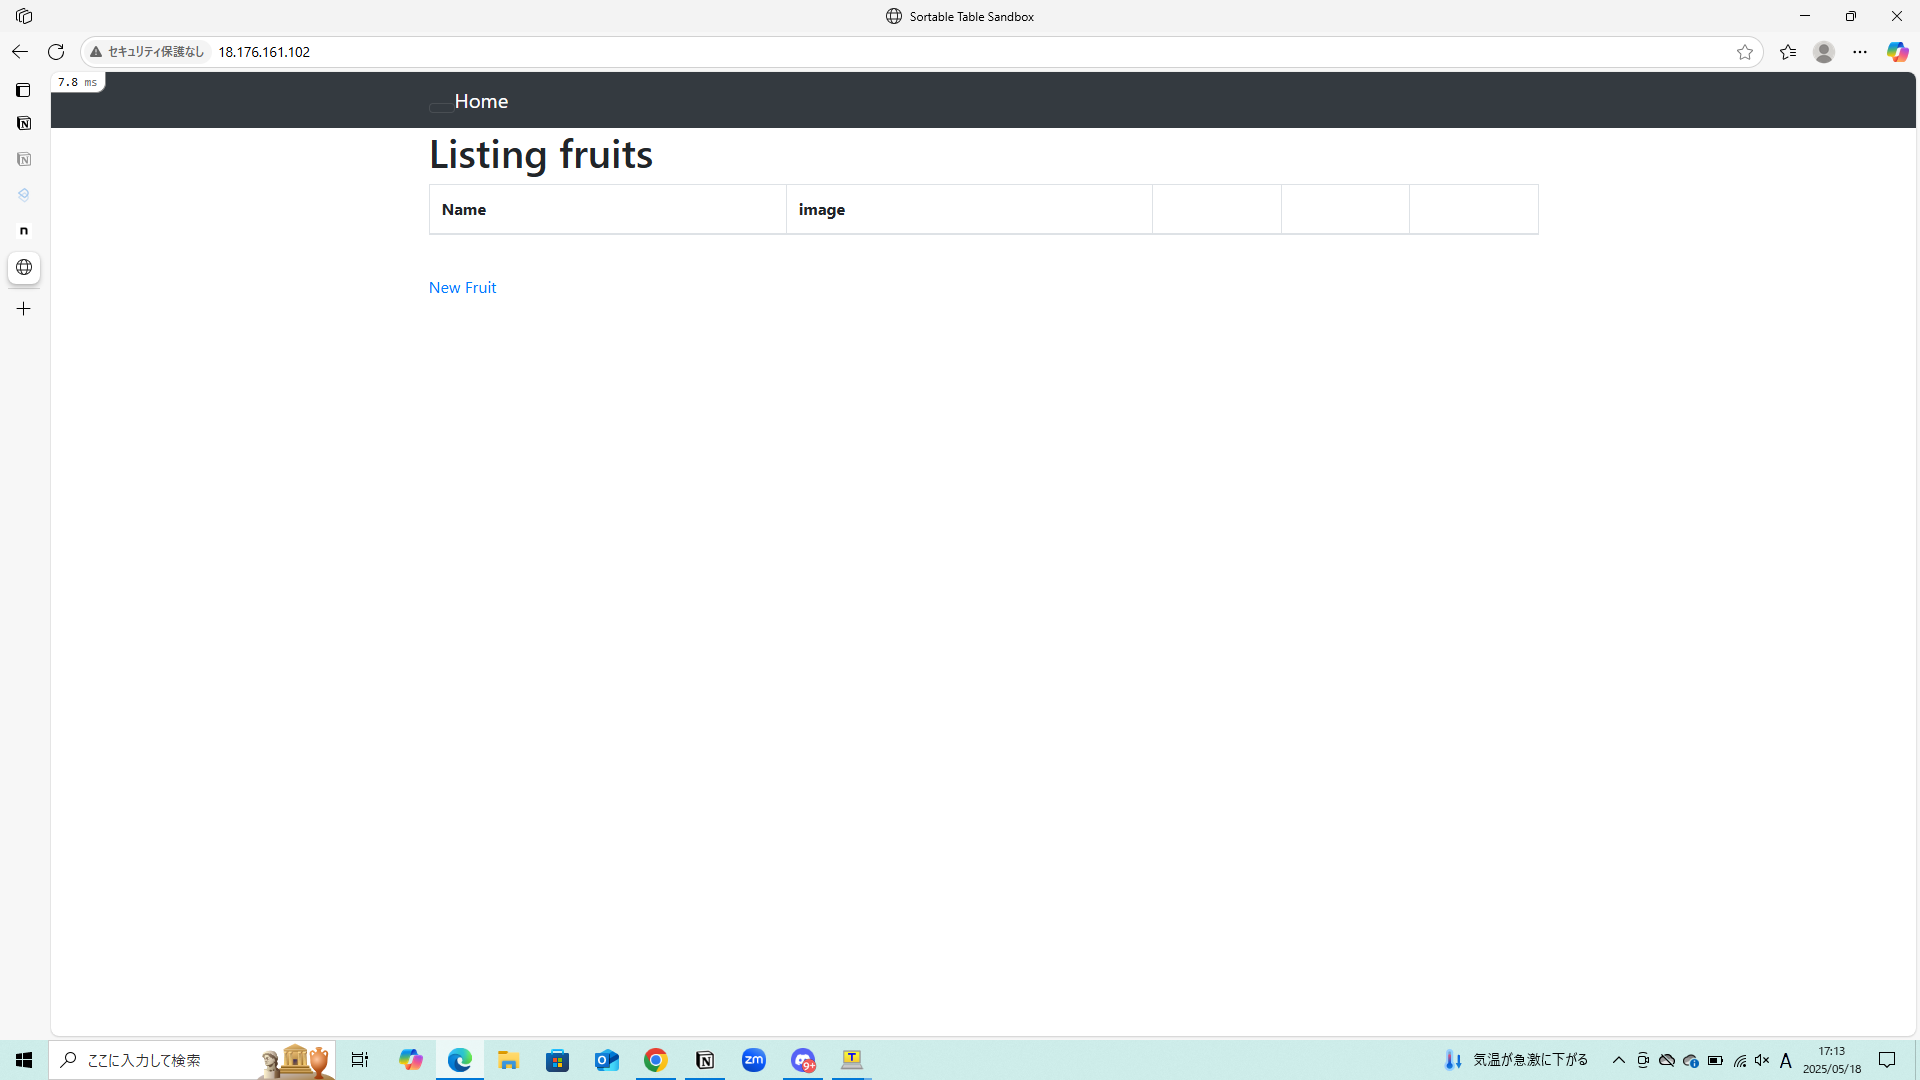 Sortable Table Sandbox
セキュリティ保護なし 18.176.161.102
7.8 ms
Home
Listing fruits
Name image
New Fruit
ここに入力して検索
zm
9+
T
気温が急激に下がる
A
17:13
2025/05/18